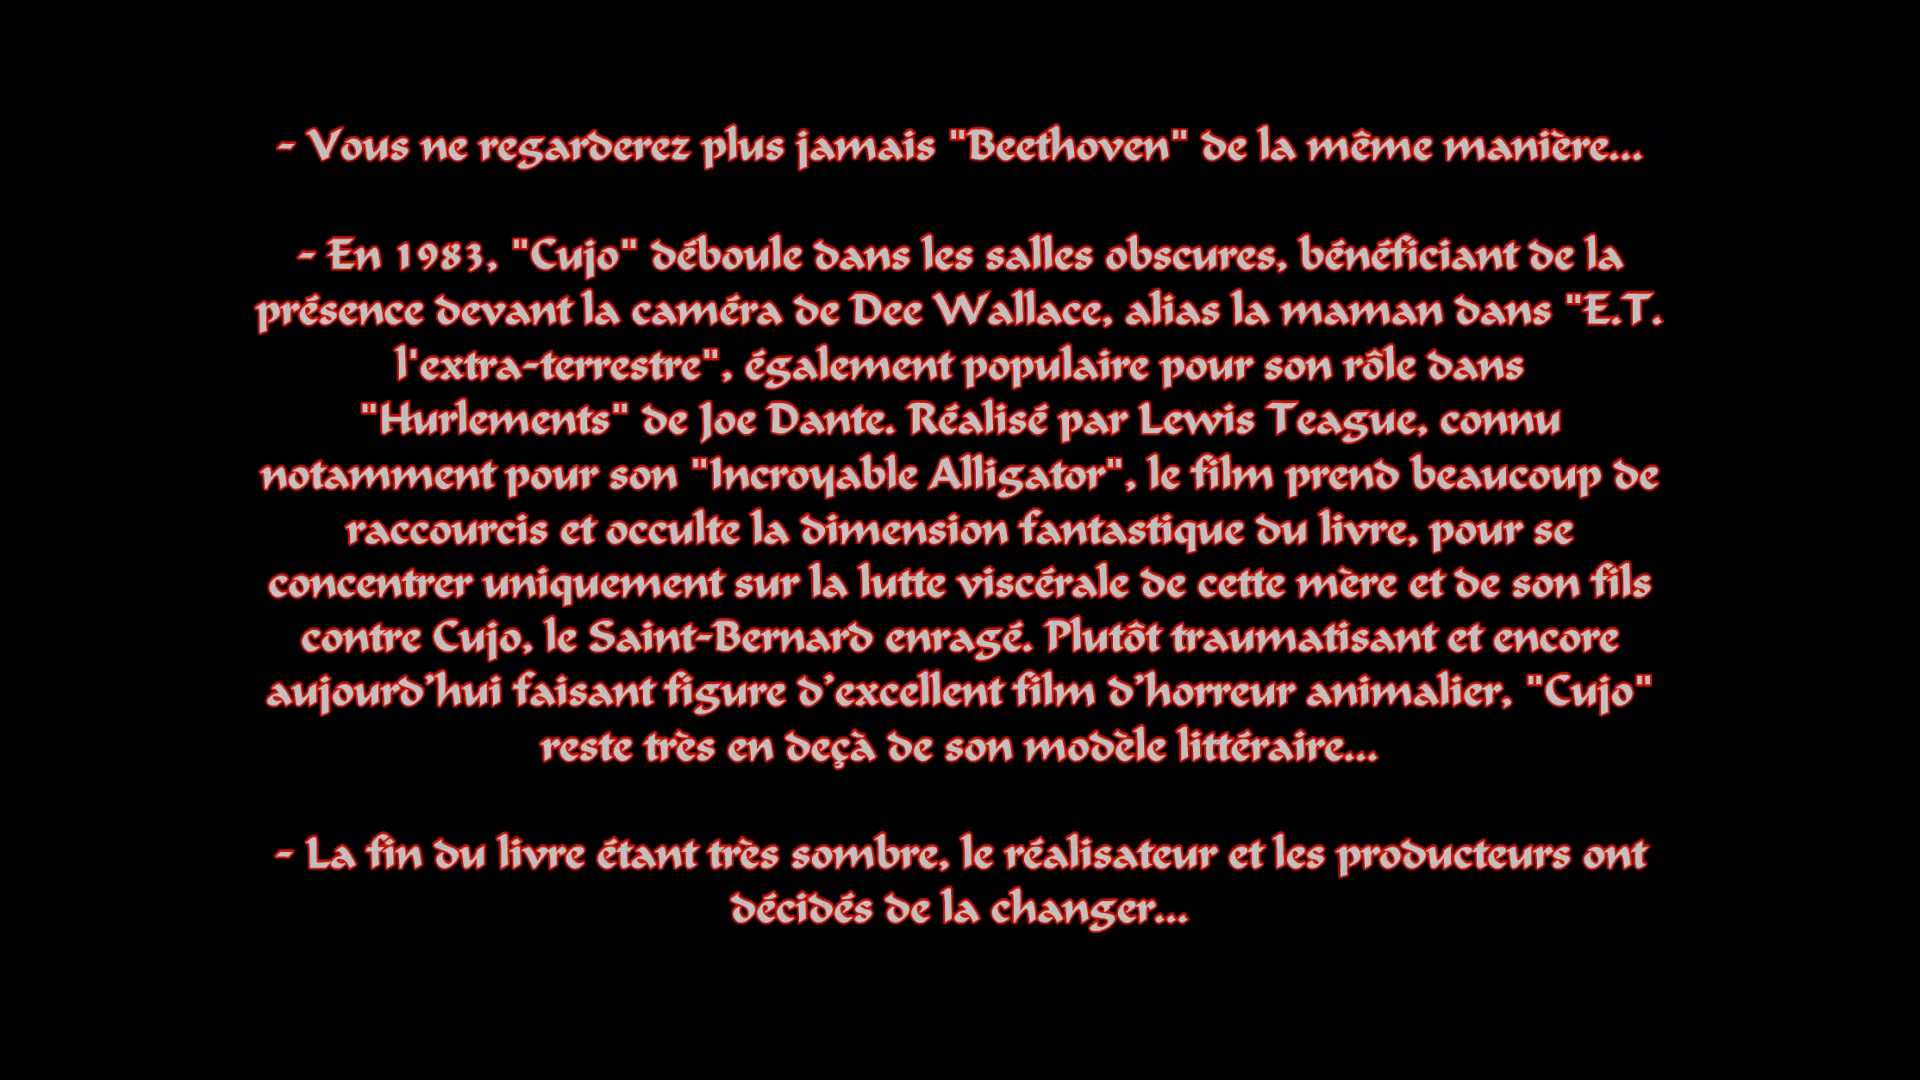 - Vous ne regarderez plus jamais "Beethoven" de la même manière...
- En 1983, "Cujo" déboule dans les salles obscures, bénéficiant de la
présence devant la caméra de Dee Wallace, alias la maman dans "E.T.
l'extra-terrestre", également populaire pour son rôle dans
"Hurlements" de Joe Dante. Réalisé par Lewis Teague, connu
notamment pour son "Incroyable Alligator", le film prend beaucoup de
raccourcis et occulte la dimension fantastique du livre, pour se
concentrer uniquement sur la lutte viscérale de cette mère et de son fils
contre Cujo, le Saint-Bernard enragé. Plutôt traumatisant et encore
aujourd’hui faisant figure d’excellent film d’horreur animalier, "Cujo"
reste très en deçà de son modèle littéraire...
- La fin du livre étant très sombre, le réalisateur et les producteurs ont
décidés de la changer...